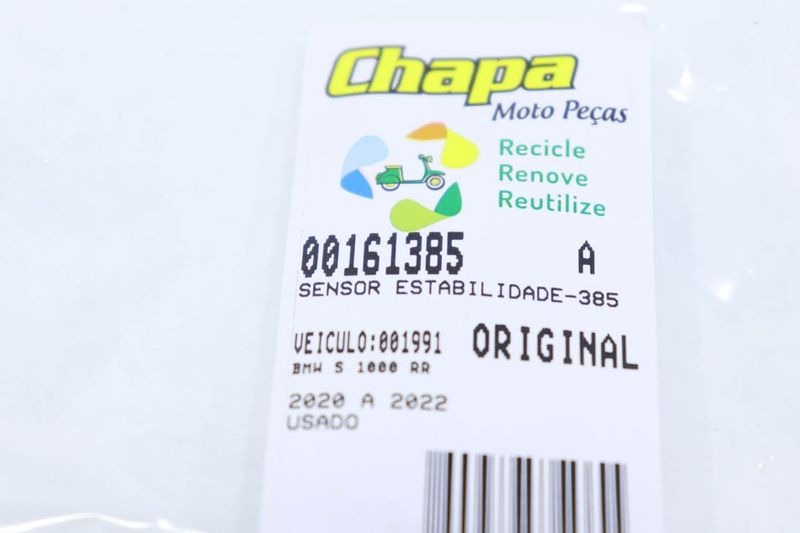 Chapa
Moto Peças
Recicle
Renove
Reutilize
00161385 A
SENSOR ESTABILIDADE-385
VEICULO:001991 ORIGINAL
BMW S 1000 RR
2020 A 2022
USADO